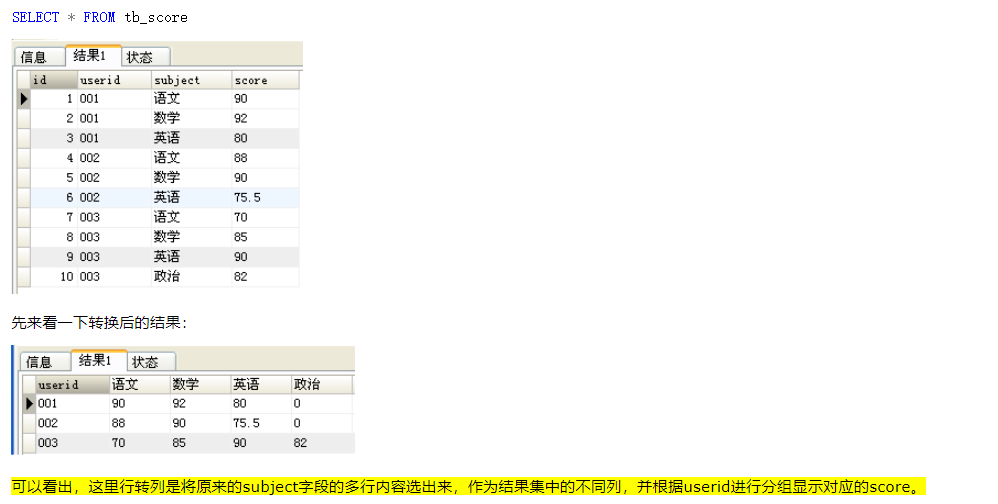 SELECT * FROM tb_score
信息 结果1 状态
id userid subject score
1 001 语文 90
2 001 数学 92
3 001 英语 80
4 002 语文 88
5 002 数学 90
6 002 英语 75.5
7 003 语文 70
8 003 数学 85
9 003 英语 90
10 003 政治 82
先来看一下转换后的结果：
信息 结果1 状态
userid 语文 数学 英语 政治
001 90 92 80 0
002 88 90 75.5 0
003 70 85 90 82
可以看出，这里行转列是将原来的subject字段的多行内容选出来，作为结果集中的不同列，并根据userid进行分组显示对应的score。